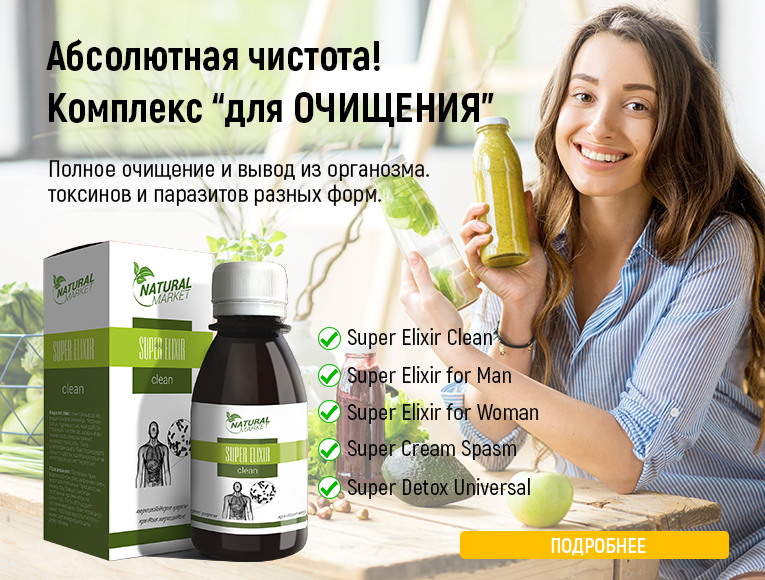 Абсолютная чистота!
Комплекс “для ОЧИЩЕНИЯ”
Полное очищение и вывод из органозма.
токсинов и паразитов разных форм.
NATURAL
MARKET
SUPER ELIXIR
clean
NATURAL
MARKET
SUPER ELIXIR
clean
Super Elixir Clean
Super Elixir for Man
Super Elixir for Woman
Super Cream Spasm
Super Detox Universal
ПОДРОБНЕЕ